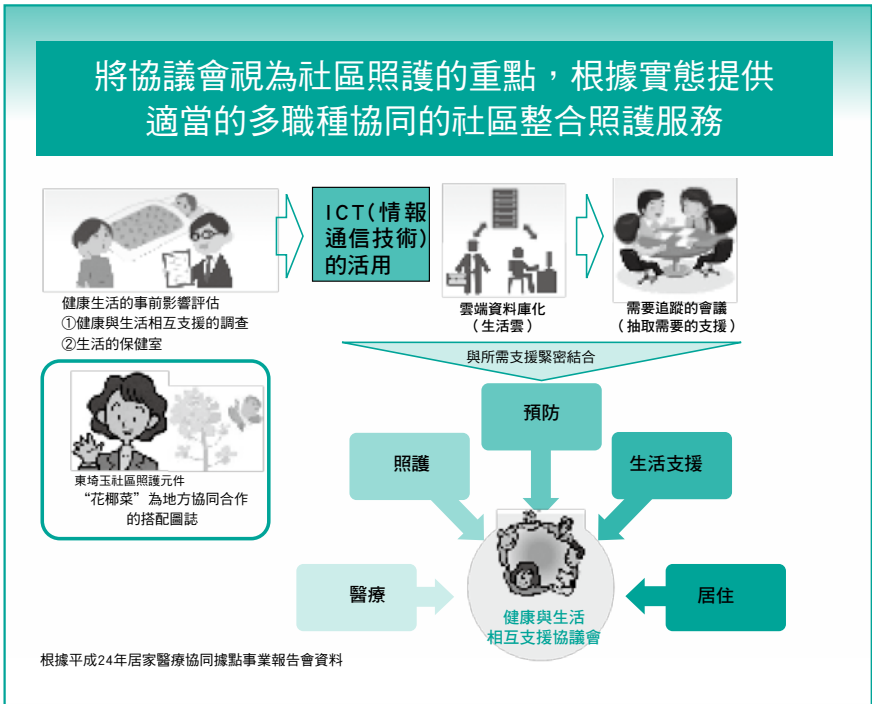 將協議會視為社區照護的重點，根據實態提供
適當的多職種協同的社區整合照護服務
健康生活的事前影響評估
①健康與生活相互支援的調查
②生活的保健室
ICT(情報
通信技術)
的活用
雲端資料庫化
（生活雲）
需要追蹤的會議
（抽取需要的支援）
與所需支援緊密結合
東埼玉社區照護元件
“花椰菜”為地方協同合作
的搭配圖誌
預防
照護
生活支援
醫療
居住
健康與生活
相互支援協議會
根據平成24年居家醫療協同據點事業報告會資料